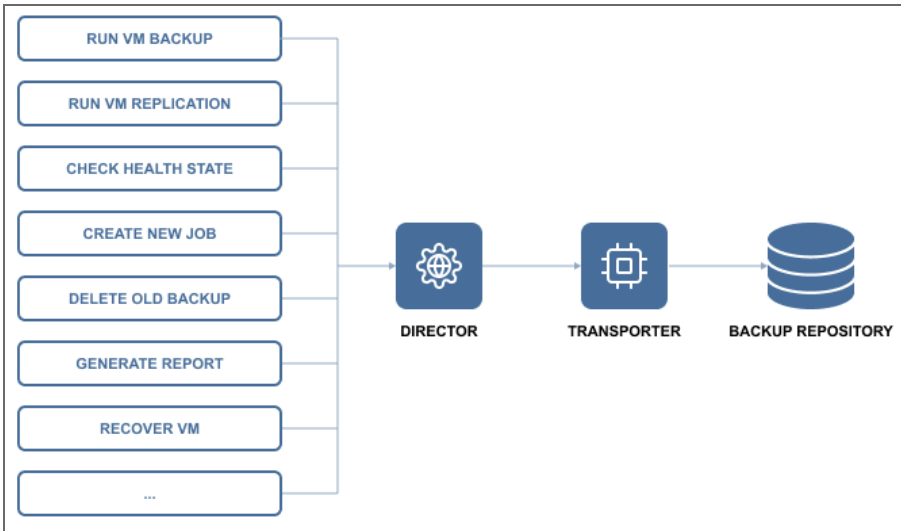 RUN VM BACKUP
RUN VM REPLICATION
CHECK HEALTH STATE
CREATE NEW JOB
DELETE OLD BACKUP
GENERATE REPORT
RECOVER VM
...
DIRECTOR
TRANSPORTER
BACKUP REPOSITORY